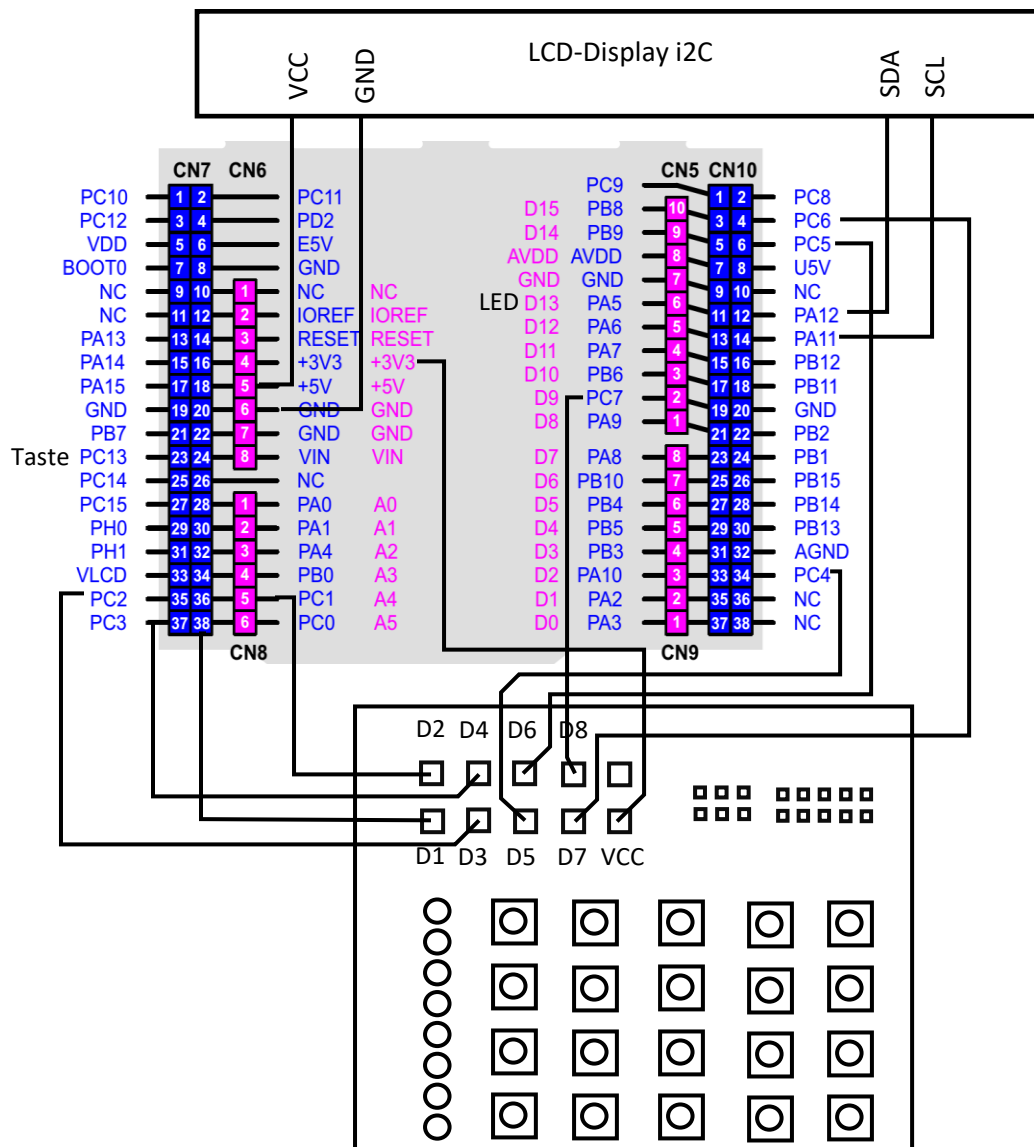 LCD-Display i2C
VCC GND SDA SCL
CN7 CN6 CN5 CN10
PC9
PC10 1 2 PC11 1 2 PC8
PC12 3 4 PD2 D15 PB8 10 3 4 PC6
VDD 5 6 E5V D14 PB9 9 5 6 PC5
BOOT0 7 8 GND AVDD AVDD 8 7 8 U5V
NC 9 10 1 NC NC GND GND 7 9 10 NC
NC 11 12 2 IOREF IOREF LED D13 PA5 6 11 12 PA12
PA13 13 14 3 RESET RESET D12 PA6 5 13 14 PA11
PA14 15 16 4 +3V3 +3V3 D11 PA7 4 15 16 PB12
PA15 17 18 5 +5V +5V D10 PB6 3 17 18 PB11
GND 19 20 6 GND GND D9 PC7 2 19 20 GND
PB7 21 22 7 GND GND D8 PA9 1 21 22 PB2
Taste PC13 23 24 8 VIN VIN D7 PA8 8 23 24 PB1
PC14 25 26 NC D6 PB10 7 25 26 PB15
PC15 27 28 1 PA0 A0 D5 PB4 6 27 28 PB14
PH0 29 30 2 PA1 A1 D4 PB5 5 29 30 PB13
PH1 31 32 3 PA4 A2 D3 PB3 4 31 32 AGND
VLCD 33 34 4 PB0 A3 D2 PA10 3 33 34 PC4
PC2 35 36 5 PC1 A4 D1 PA2 2 35 36 NC
PC3 37 38 6 PC0 A5 D0 PA3 1 37 38 NC
CN8 CN9
D2 D4 D6 D8
D1 D3 D5 D7 VCC